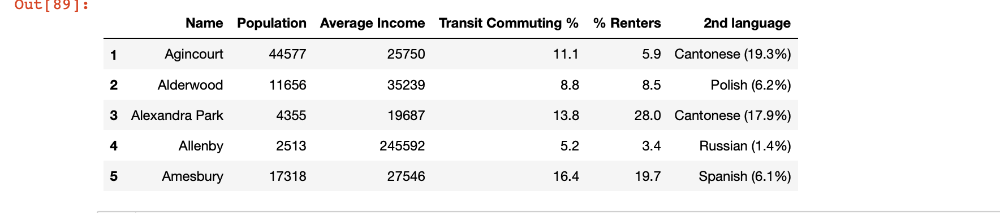 Out[89]:
Name Population Average Income Transit Commuting % % Renters 2nd language
1 Agincourt 44577 25750 11.1 5.9 Cantonese (19.3%)
2 Alderwood 11656 35239 8.8 8.5 Polish (6.2%)
3 Alexandra Park 4355 19687 13.8 28.0 Cantonese (17.9%)
4 Allenby 2513 245592 5.2 3.4 Russian (1.4%)
5 Amesbury 17318 27546 16.4 19.7 Spanish (6.1%)